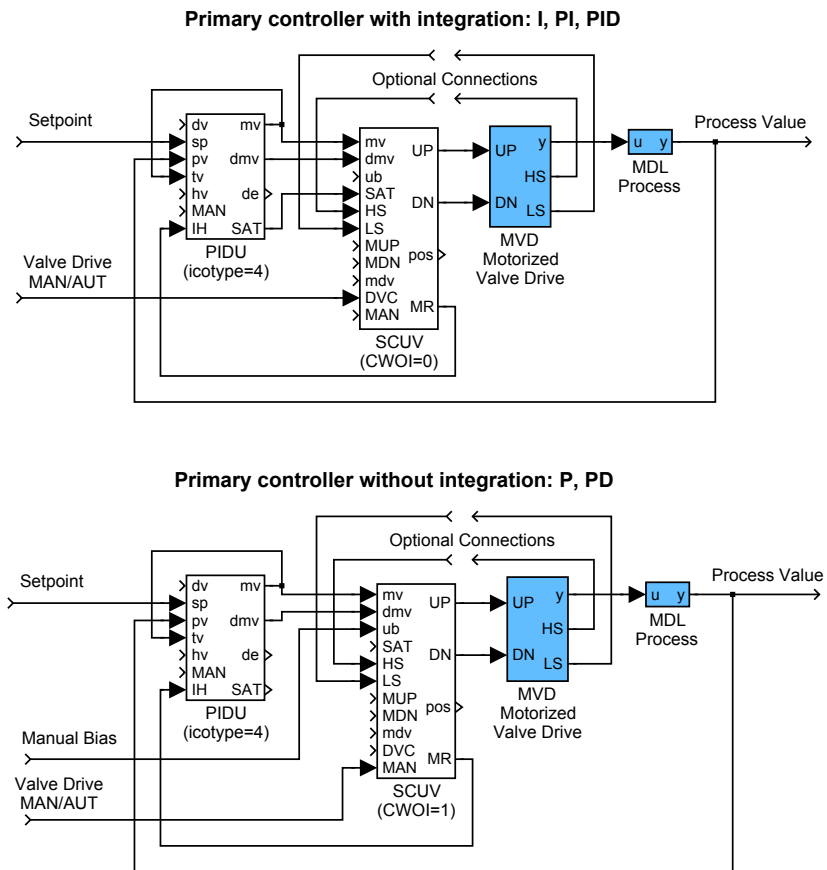 Primary controller with integration: I, PI, PID
Optional Connections
Setpoint
Process Value
dv
sp
pv
tv
hv
MAN
IH
mv
dmv
de
SAT
PIDU
(icotype=4)
mv
dmv
ub
SAT
HS
LS
MUP
MDN
mdv
DVC
MAN
UP
DN
pos
MR
SCUV
(CWOI=0)
UP
DN
y
HS
LS
MVD
Motorized
Valve Drive
u y
MDL
Process
Valve Drive
MAN/AUT
Primary controller without integration: P, PD
Optional Connections
Setpoint
Process Value
dv
sp
pv
tv
hv
MAN
IH
mv
dmv
de
SAT
PIDU
(icotype=4)
mv
dmv
ub
SAT
HS
LS
MUP
MDN
mdv
DVC
MAN
UP
DN
pos
MR
SCUV
(CWOI=1)
UP
DN
y
HS
LS
MVD
Motorized
Valve Drive
u y
MDL
Process
Manual Bias
Valve Drive
MAN/AUT